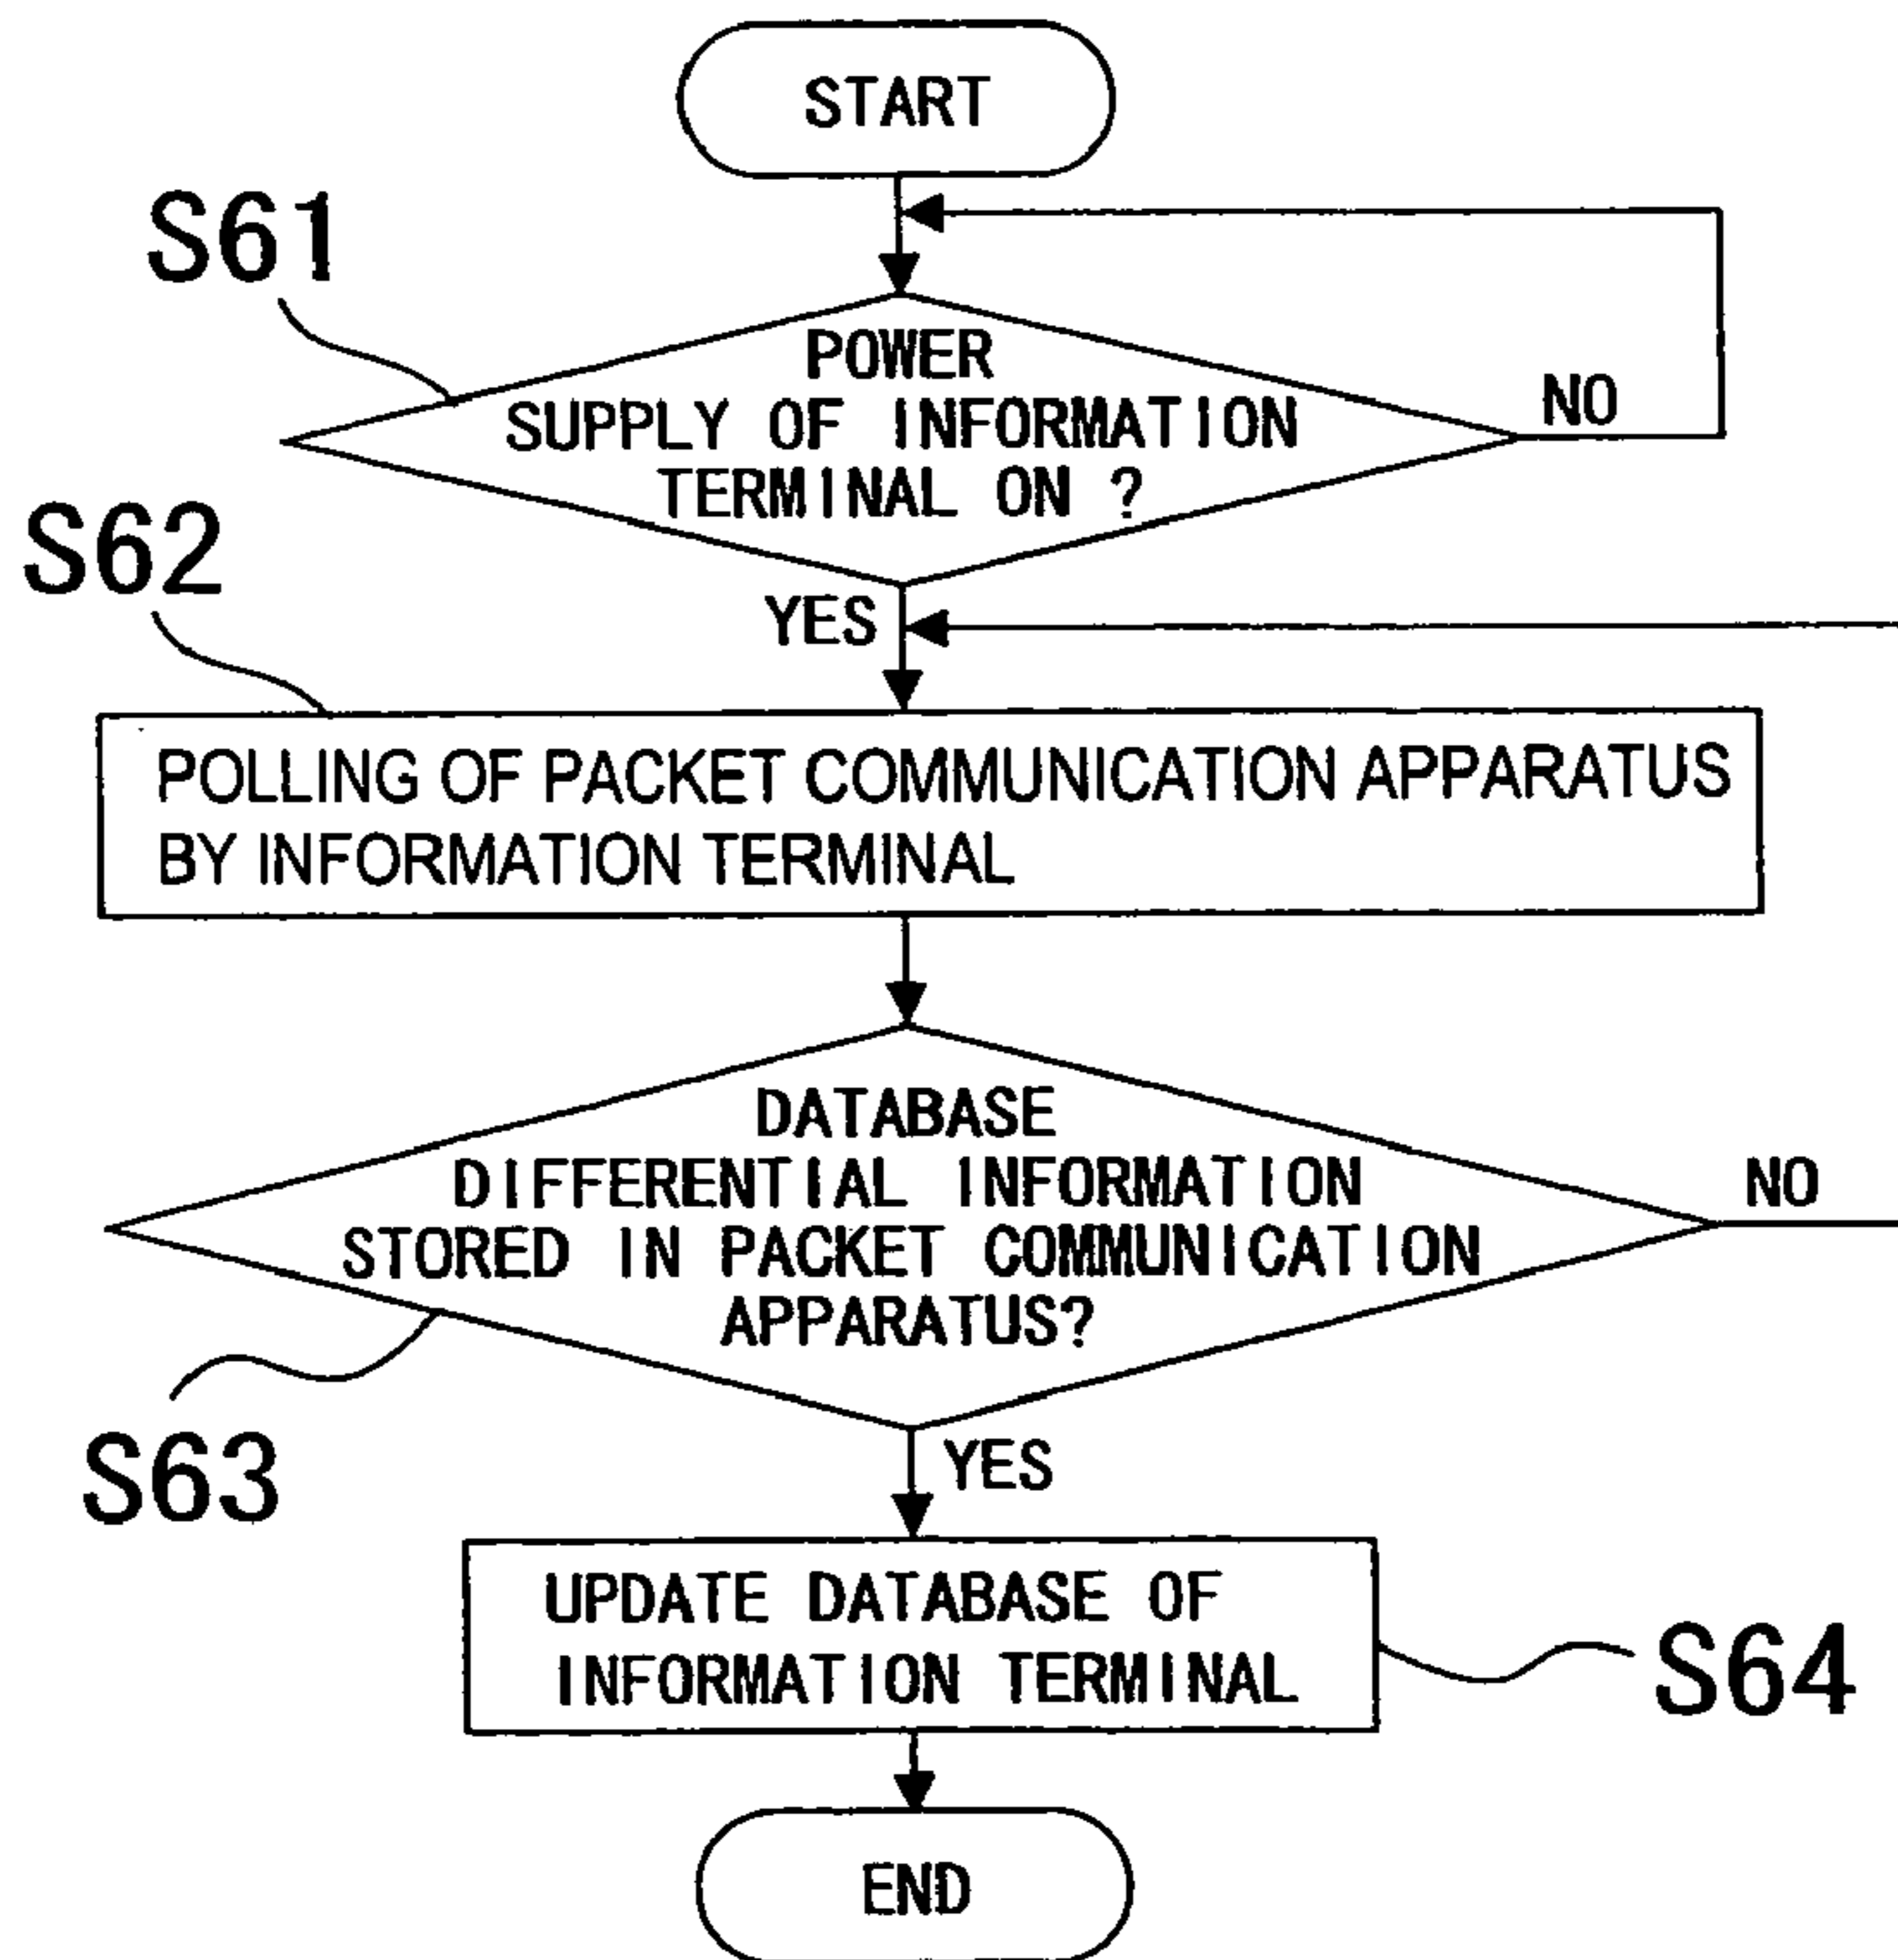 START
S61
POWER
SUPPLY OF INFORMATION
TERMINAL ON ?
NO
S62
YES
POLLING OF PACKET COMMUNICATION APPARATUS
BY INFORMATION TERMINAL
DATABASE
DIFFERENTIAL INFORMATION
STORED IN PACKET COMMUNICATION
APPARATUS?
NO
S63
YES
UPDATE DATABASE OF
INFORMATION TERMINAL
S64
END